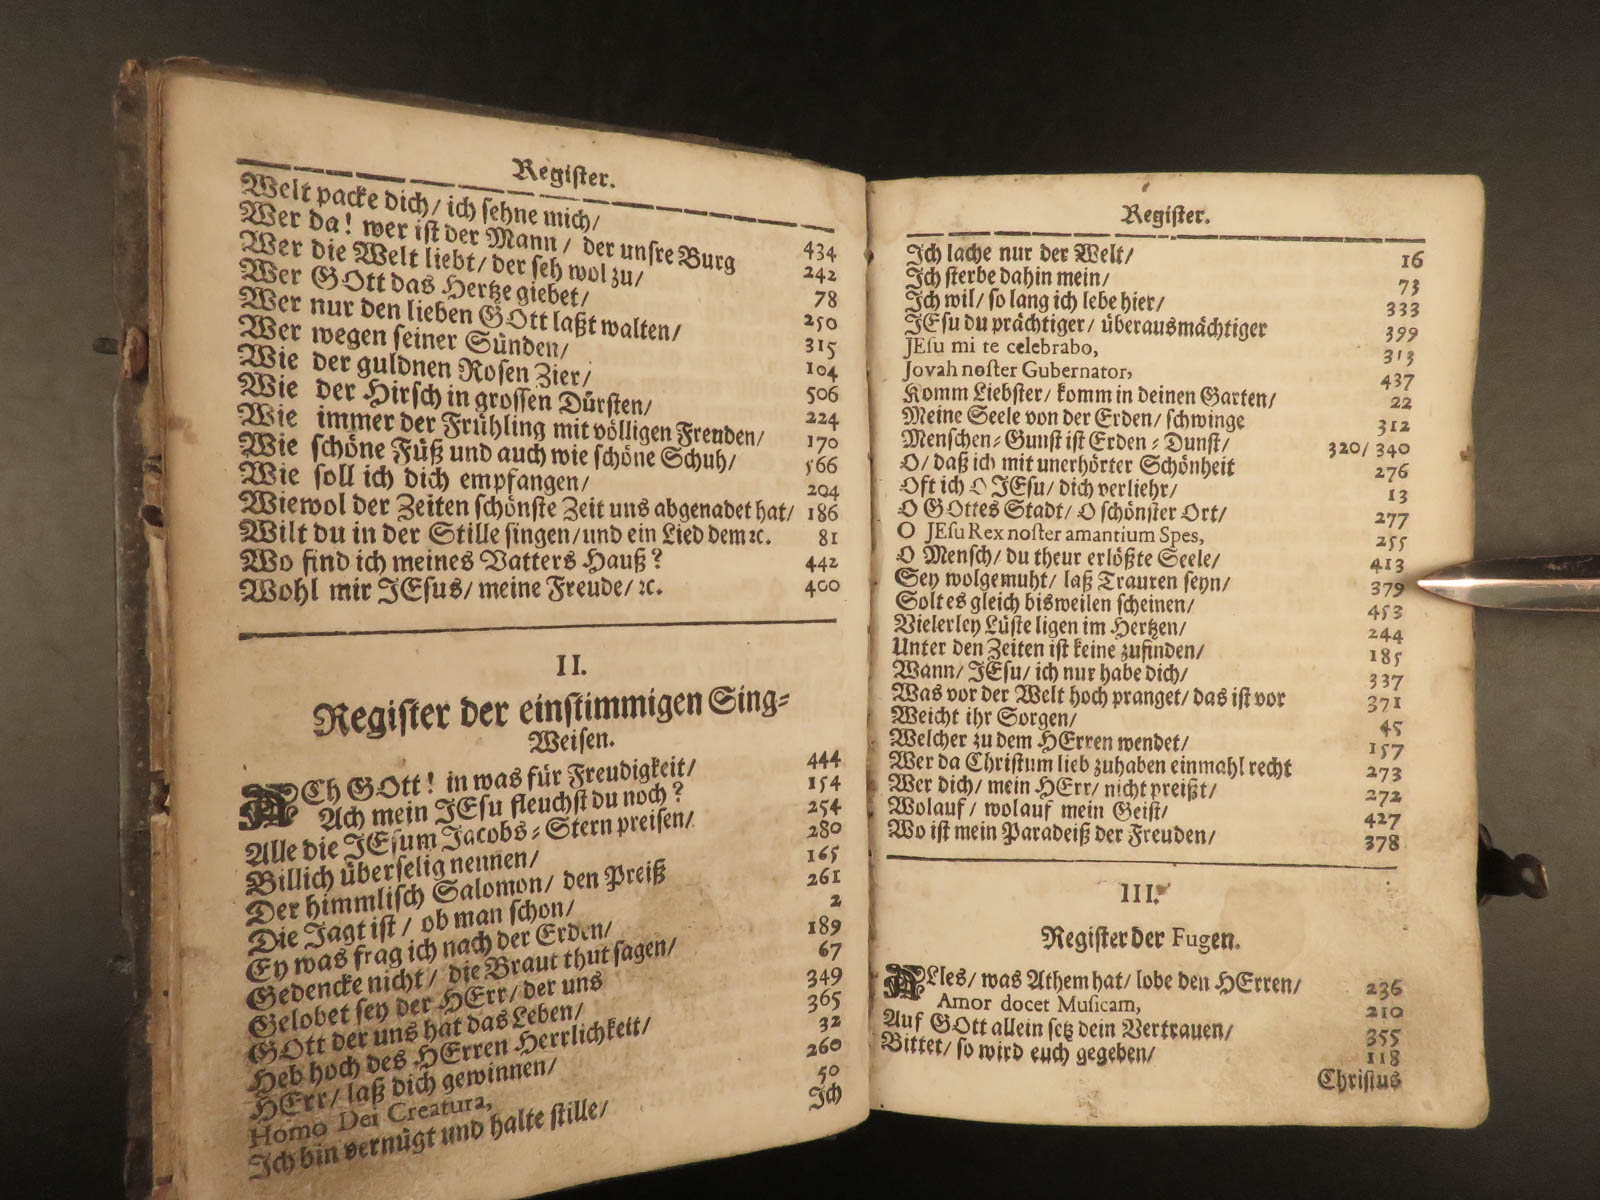 Register.
Welt packe dich/ ich sehne mich/ 434
Wer da! wer ist der Mann/ der unsre Burg 242
Wer die Welt liebt/ der seh wol zu/ 78
Wer GOtt das Hertze giebet/ 250
Wer nur den lieben GOtt laßt walten/ 315
Wer wegen seiner Sünden/ 104
Wie der guldnen Rosen Zier/ 506
Wie der Hirsch in grossen Dürsten/ 224
Wie immer der Frühling mit völligen Freuden/ 170
Wie schöne Füß und auch wie schöne Schuh/ 566
Wie soll ich dich empfangen/ 204
Wiewol der Zeiten schönste Zeit uns abgenadet hat/ 186
Wilt du in der Stille singen/ und ein Lied dem ꝛc. 81
Wo find ich meines Vatters Hauß? 442
Wohl mir JEsus/ meine Freude/ ꝛc. 400
II.
Register der einstimmigen Sing-
Weisen.
ACh GOtt! in was für Freudigkeit/ 444
Ach mein JEsu fleuchst du noch? 154
Alle die JEsum Jacobs-Stern preisen/ 254
Billich überselig nennen/ 280
Der himmlisch Salomon/ den Preiß 165
Die Jagt ist/ ob man schon/ 261
Ey was frag ich nach der Erden/ 2
Gedencke nicht/ die Braut thut sagen/ 189
Gelobet sey der HErr/ der uns 67
GOtt der uns hat das Leben/ 349
Heb hoch des HErren Herrlichkeit/ 365
HErr/ laß dich gewinnen/ 32
Homo Dei Creatura, 260
Ich bin vernügt und halte stille/ 50
Ich
Register.
Ich lache nur der Welt/ 16
Ich sterbe dahin mein/ 73
Ich wil/ so lang ich lebe hier/ 333
JEsu du prächtiger/ überausmächtiger 399
JEsu mi te celebrabo, 313
Jovah noster Gubernator, 437
Komm Liebster/ komm in deinen Garten/ 22
Meine Seele von der Erden/ schwinge 312
Menschen-Gunst ist Erden-Dunst/ 320/ 340
O/ daß ich mit unerhörter Schönheit 276
Oft ich O JEsu/ dich verliehr/ 13
O GOttes Stadt/ O schönster Ort/ 277
O JEsu Rex noster amantium Spes, 255
O Mensch/ du theur erlößte Seele/ 413
Sey wolgemuht/ laß Trauren seyn/ 379
Solt es gleich bisweilen scheinen/ 453
Vielerley Lüste ligen im Hertzen/ 244
Unter den Zeiten ist keine zufinden/ 185
Wann/ JEsu/ ich nur habe dich/ 337
Was vor der Welt hoch pranget/ das ist vor 371
Weicht ihr Sorgen/ 45
Welcher zu dem HErren wendet/ 157
Wer da Christum lieb zuhaben einmahl recht 273
Wer dich/ mein HErr/ nicht preißt/ 272
Wolauf/ wolauf mein Geist/ 427
Wo ist mein Paradeiß der Freuden/ 378
III.
Register der Fugen.
ALles/ was Athem hat/ lobe den HErren/ 236
Amor docet Musicam, 210
Auf GOtt allein setz dein Vertrauen/ 355
Bittet/ so wird euch gegeben/ 118
Christus